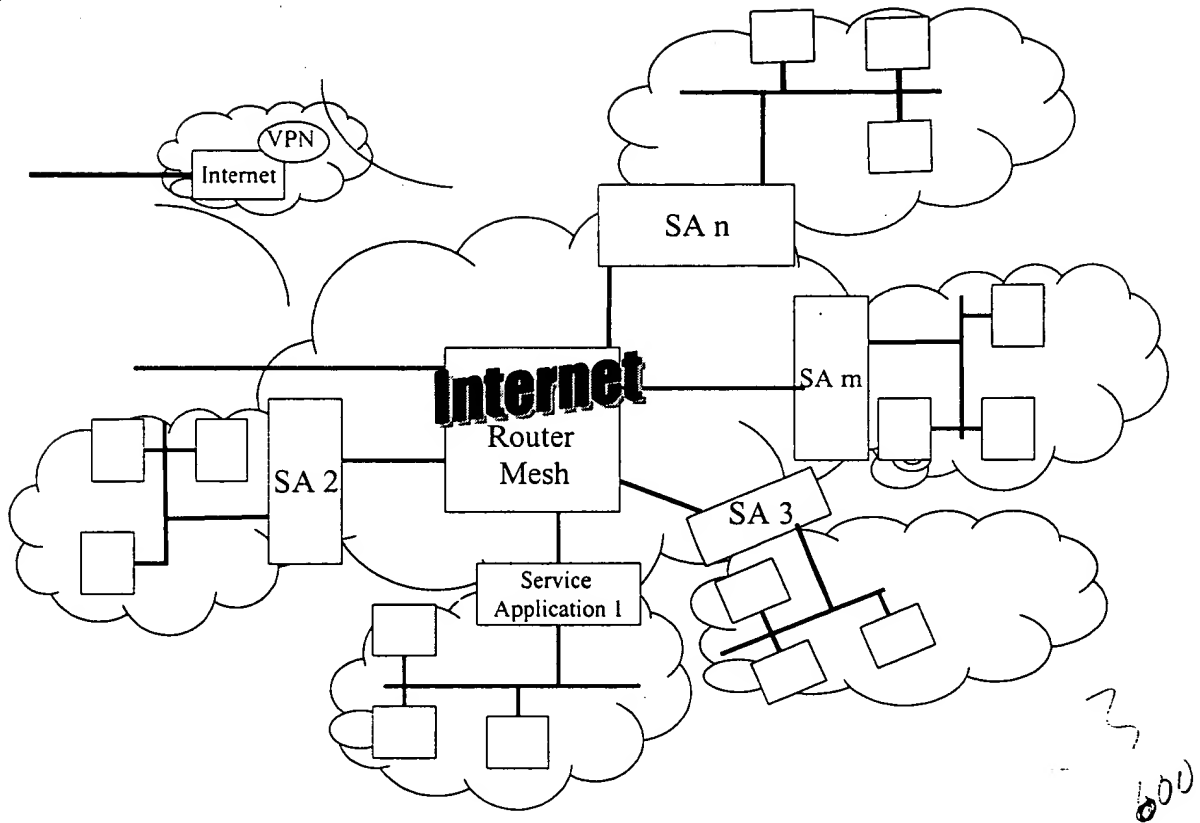 VPN
Internet
SA n
SA m
Internet
Router
Mesh
SA 2
SA 3
Service
Application 1
600